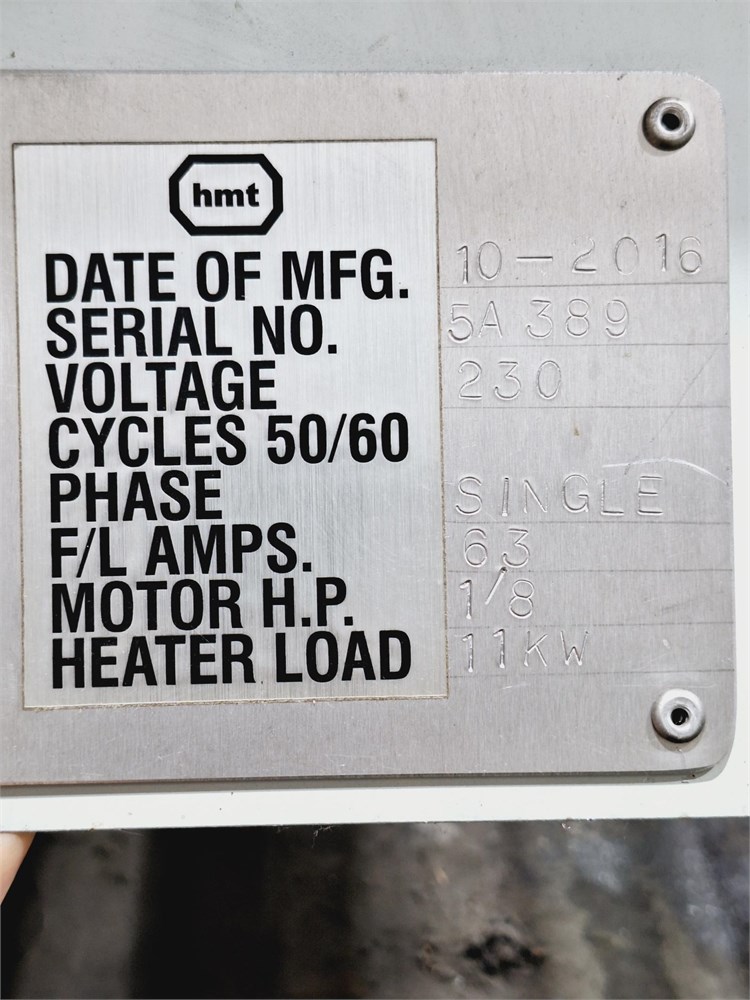 hmt
DATE OF MFG. 10-2016
SERIAL NO. 5A 389
VOLTAGE 230
CYCLES 50/60
PHASE SINGLE
F/L AMPS. 63
MOTOR H.P. 1/8
HEATER LOAD 11KW